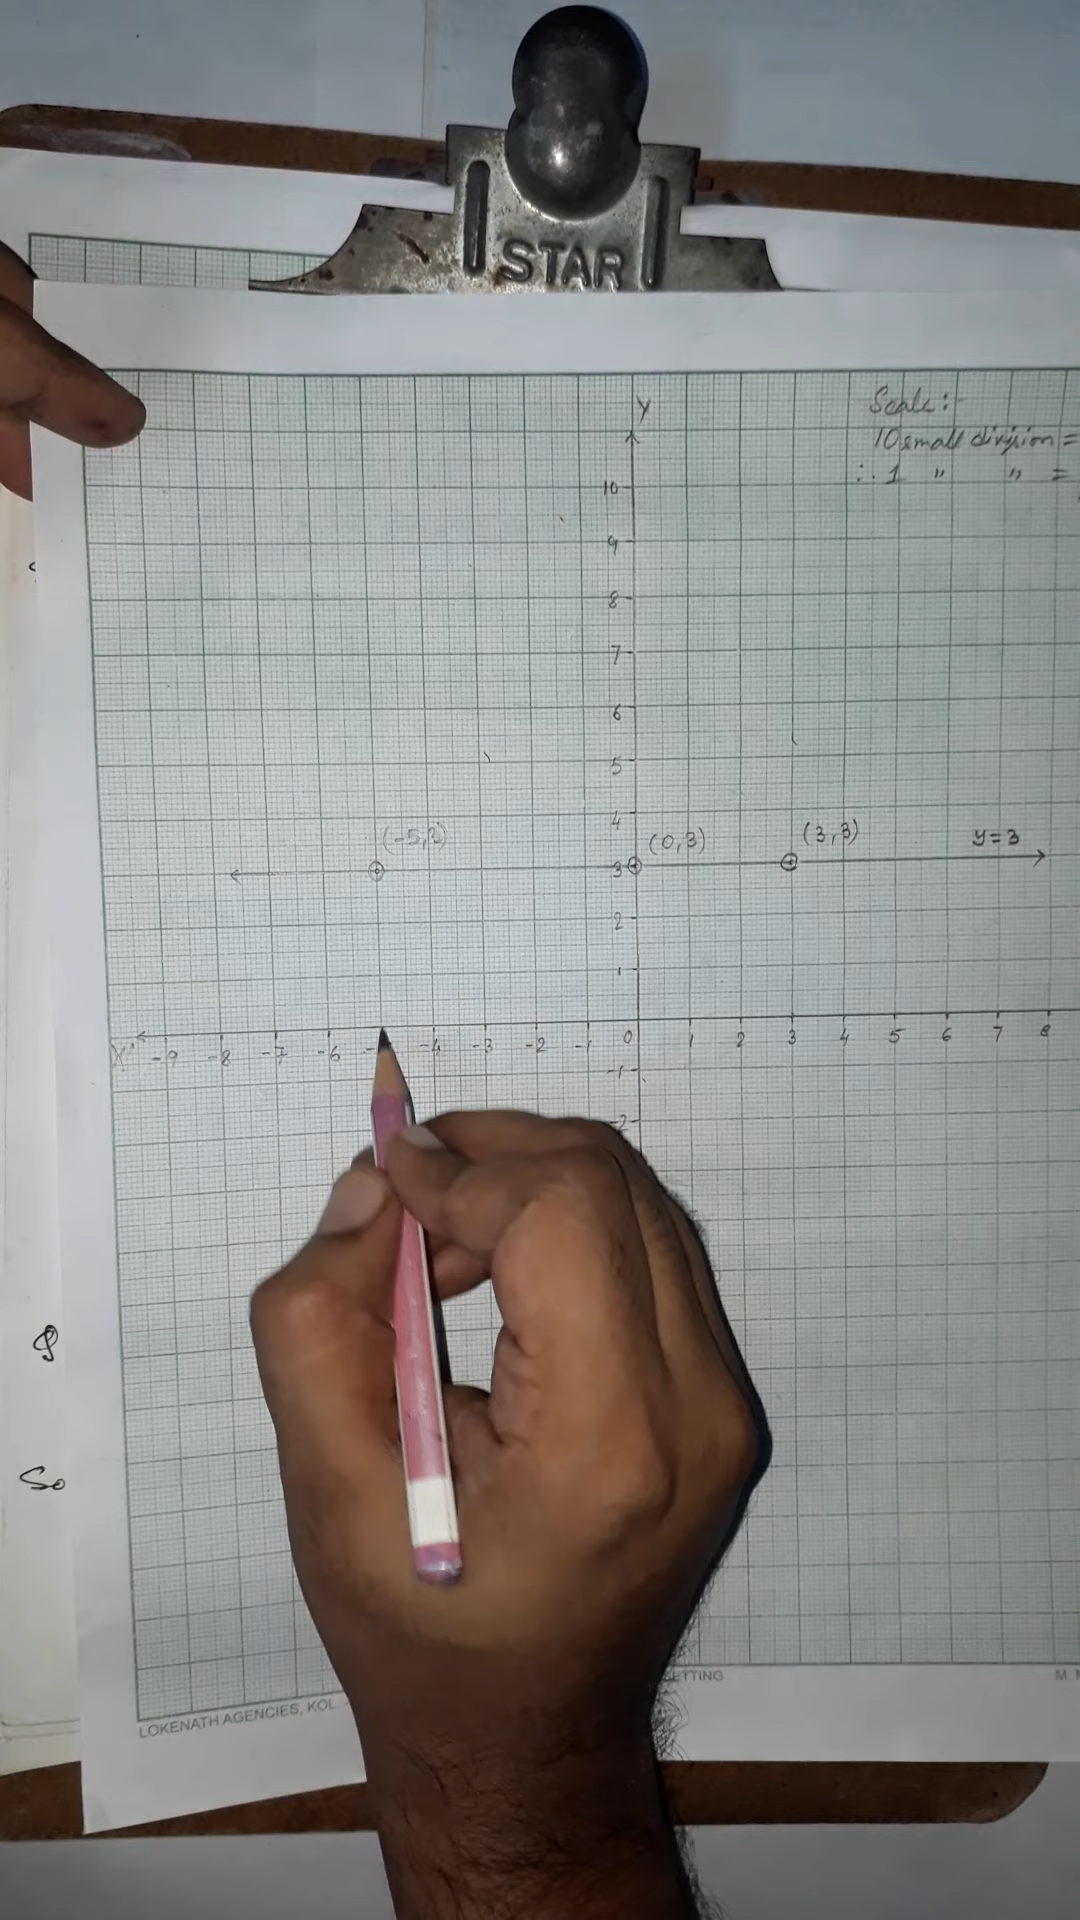 STAR
Y
Scale:-
10 small division =
∴ 1 " " =
10
9
8
7
6
5
4
(-5,3) (0,3) (3,3) y=3
3
2
1
X' -9 -8 -7 -6 -4 -3 -2 -1 0 1 2 3 4 5 6 7 8
-1
-2
So
LOKENATH AGENCIES, KOL